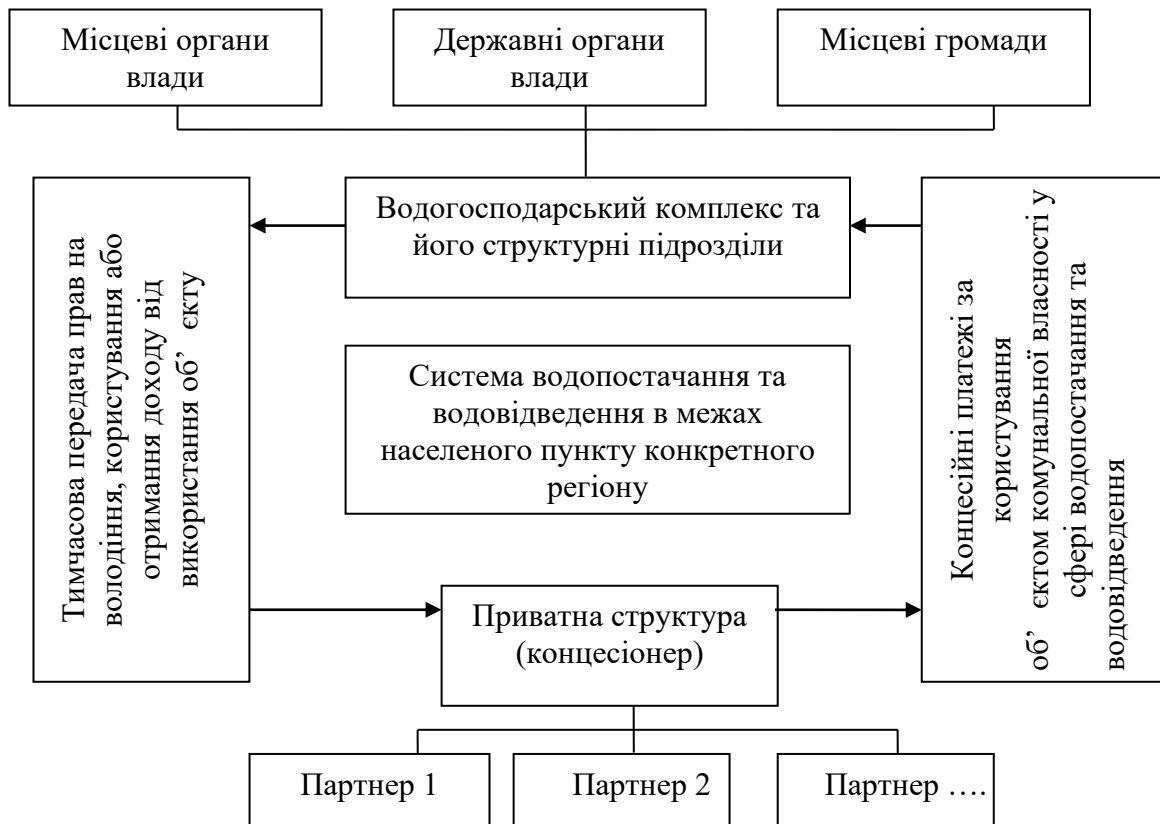 Місцеві органи
влади
Державні органи
влади
Місцеві громади
Водогосподарський комплекс та
його структурні підрозділи
Тимчасова передача прав на
володіння, користування або
отримання доходу від
використання об’ єкту
Концесійні платежі за
користування
об’ єктом комунальної власності у
сфері водопостачання та
водовідведення
Система водопостачання та
водовідведення в межах
населеного пункту конкретного
регіону
Приватна структура
(концесіонер)
Партнер 1
Партнер 2
Партнер ….